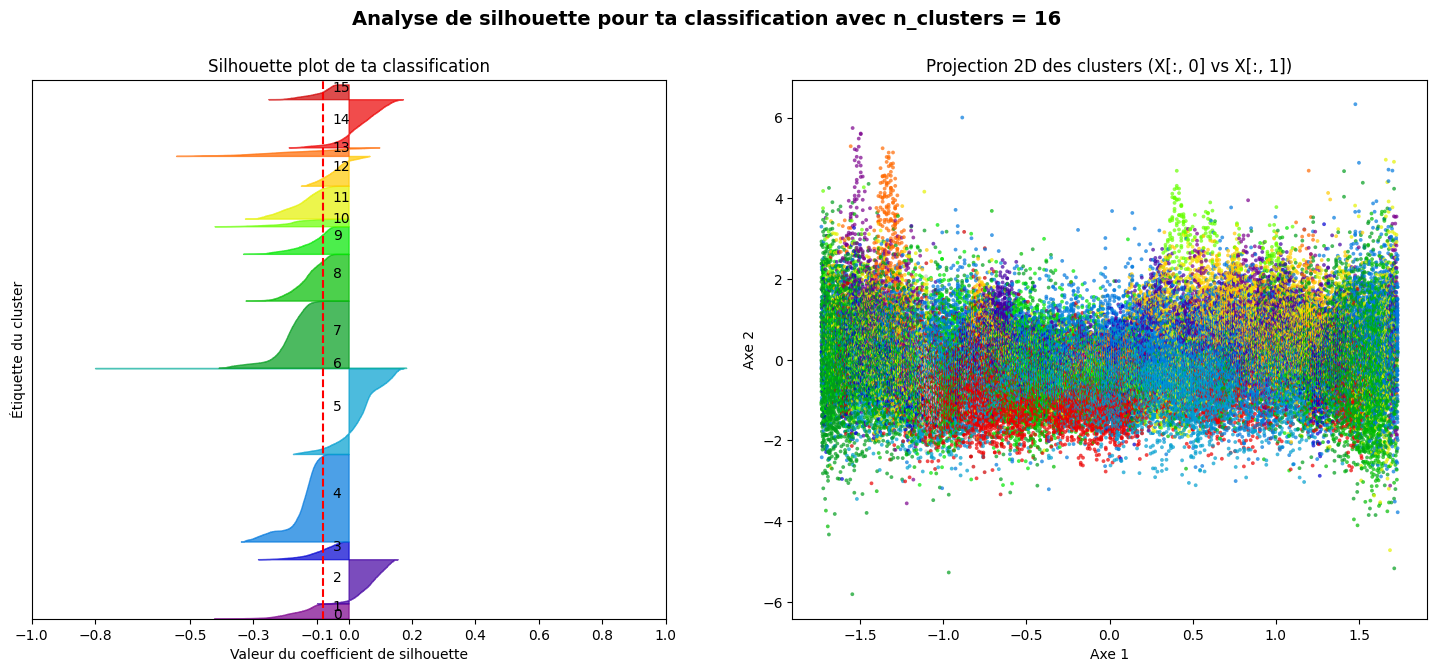 Analyse de silhouette pour ta classification avec n_clusters = 16
Silhouette plot de ta classification
Étiquette du cluster
15
14
13
12
11
10
9
8
7
6
5
4
3
2
1
0
−1.0 −0.8 −0.5 −0.3 −0.1 0.0 0.2 0.4 0.6 0.8 1.0
Valeur du coefficient de silhouette
Projection 2D des clusters (X[:, 0] vs X[:, 1])
Axe 2
6
4
2
0
−2
−4
−6
−1.5 −1.0 −0.5 0.0 0.5 1.0 1.5
Axe 1